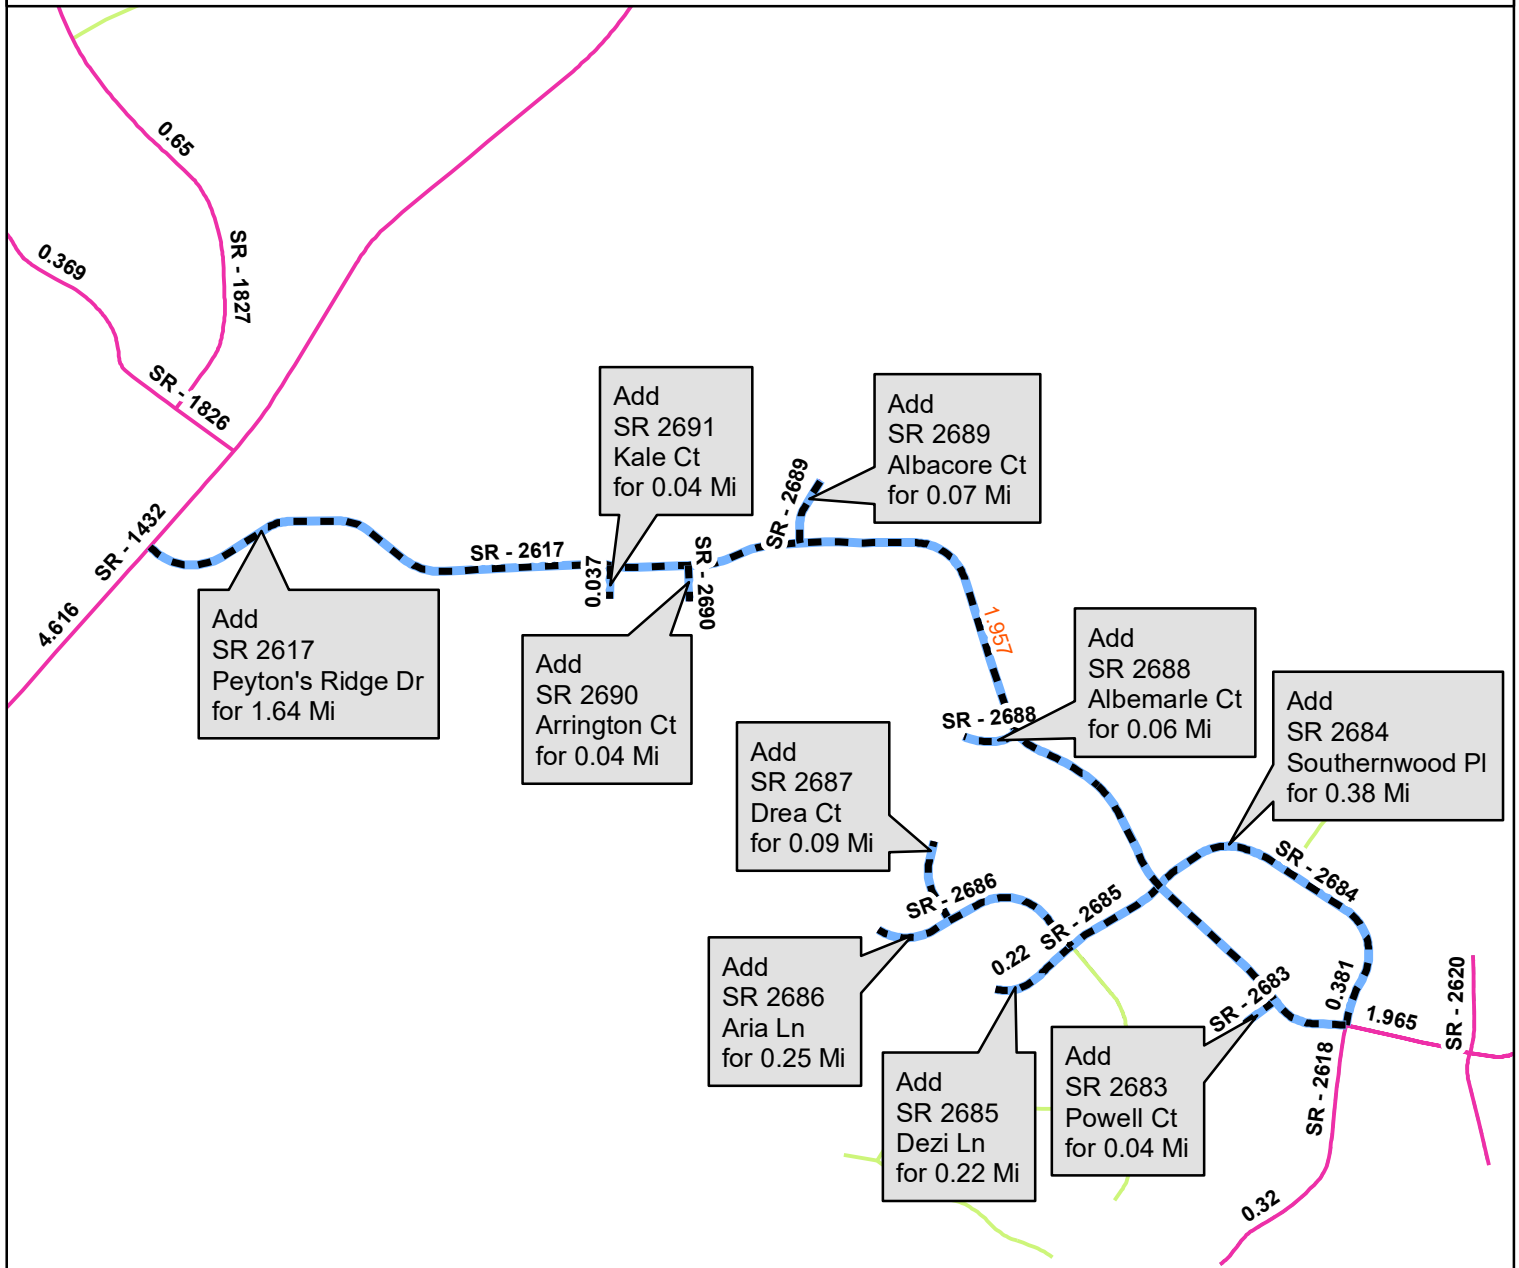 0.65
SR - 1827
0.369
SR - 1826
SR - 1432
4.616
Add
SR 2617
Peyton's Ridge Dr
for 1.64 Mi
SR - 2617
Add
SR 2691
Kale Ct
for 0.04 Mi
0.037
SR - 2690
Add
SR 2690
Arrington Ct
for 0.04 Mi
SR - 2689
Add
SR 2689
Albacore Ct
for 0.07 Mi
1.957
SR - 2688
Add
SR 2688
Albemarle Ct
for 0.06 Mi
Add
SR 2684
Southernwood Pl
for 0.38 Mi
Add
SR 2687
Drea Ct
for 0.09 Mi
SR - 2686
SR - 2685
SR - 2684
0.22
Add
SR 2686
Aria Ln
for 0.25 Mi
SR - 2683
0.381
1.965
SR - 2620
Add
SR 2685
Dezi Ln
for 0.22 Mi
Add
SR 2683
Powell Ct
for 0.04 Mi
SR - 2618
0.32